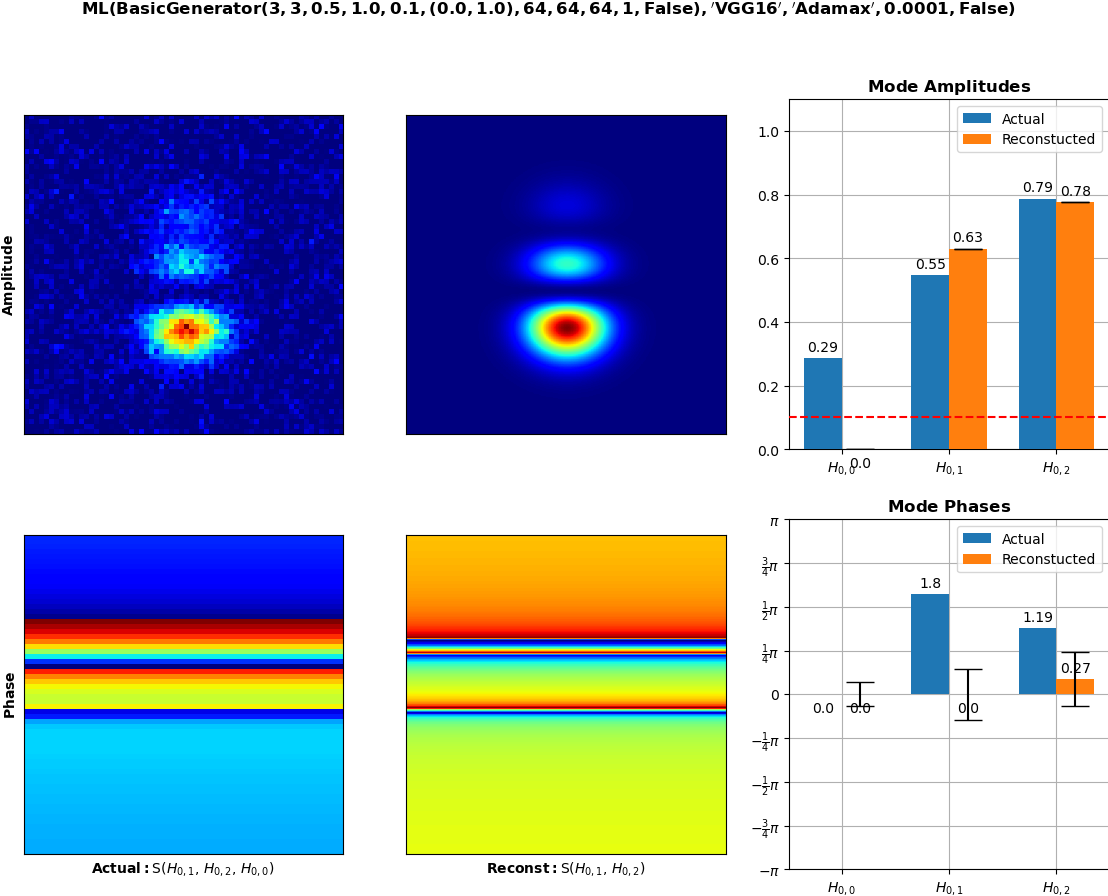 ML(BasicGenerator(3, 3, 0.5, 1.0, 0.1, (0.0, 1.0), 64, 64, 64, 1, False), ′VGG16′, ′Adamax′, 0.0001, False)
Amplitude
Mode Amplitudes
Actual
Reconstucted
1.0
0.8
0.6
0.4
0.2
0.0
0.29
0.0
0.55
0.63
0.79
0.78
H0,0
H0,1
H0,2
Phase
Actual: S(H0,1, H0,2, H0,0)
Reconst: S(H0,1, H0,2)
Mode Phases
Actual
Reconstucted
π
3/4π
1/2π
1/4π
0
−1/4π
−1/2π
−3/4π
−π
0.0
0.0
1.8
0.0
1.19
0.27
H0,0
H0,1
H0,2